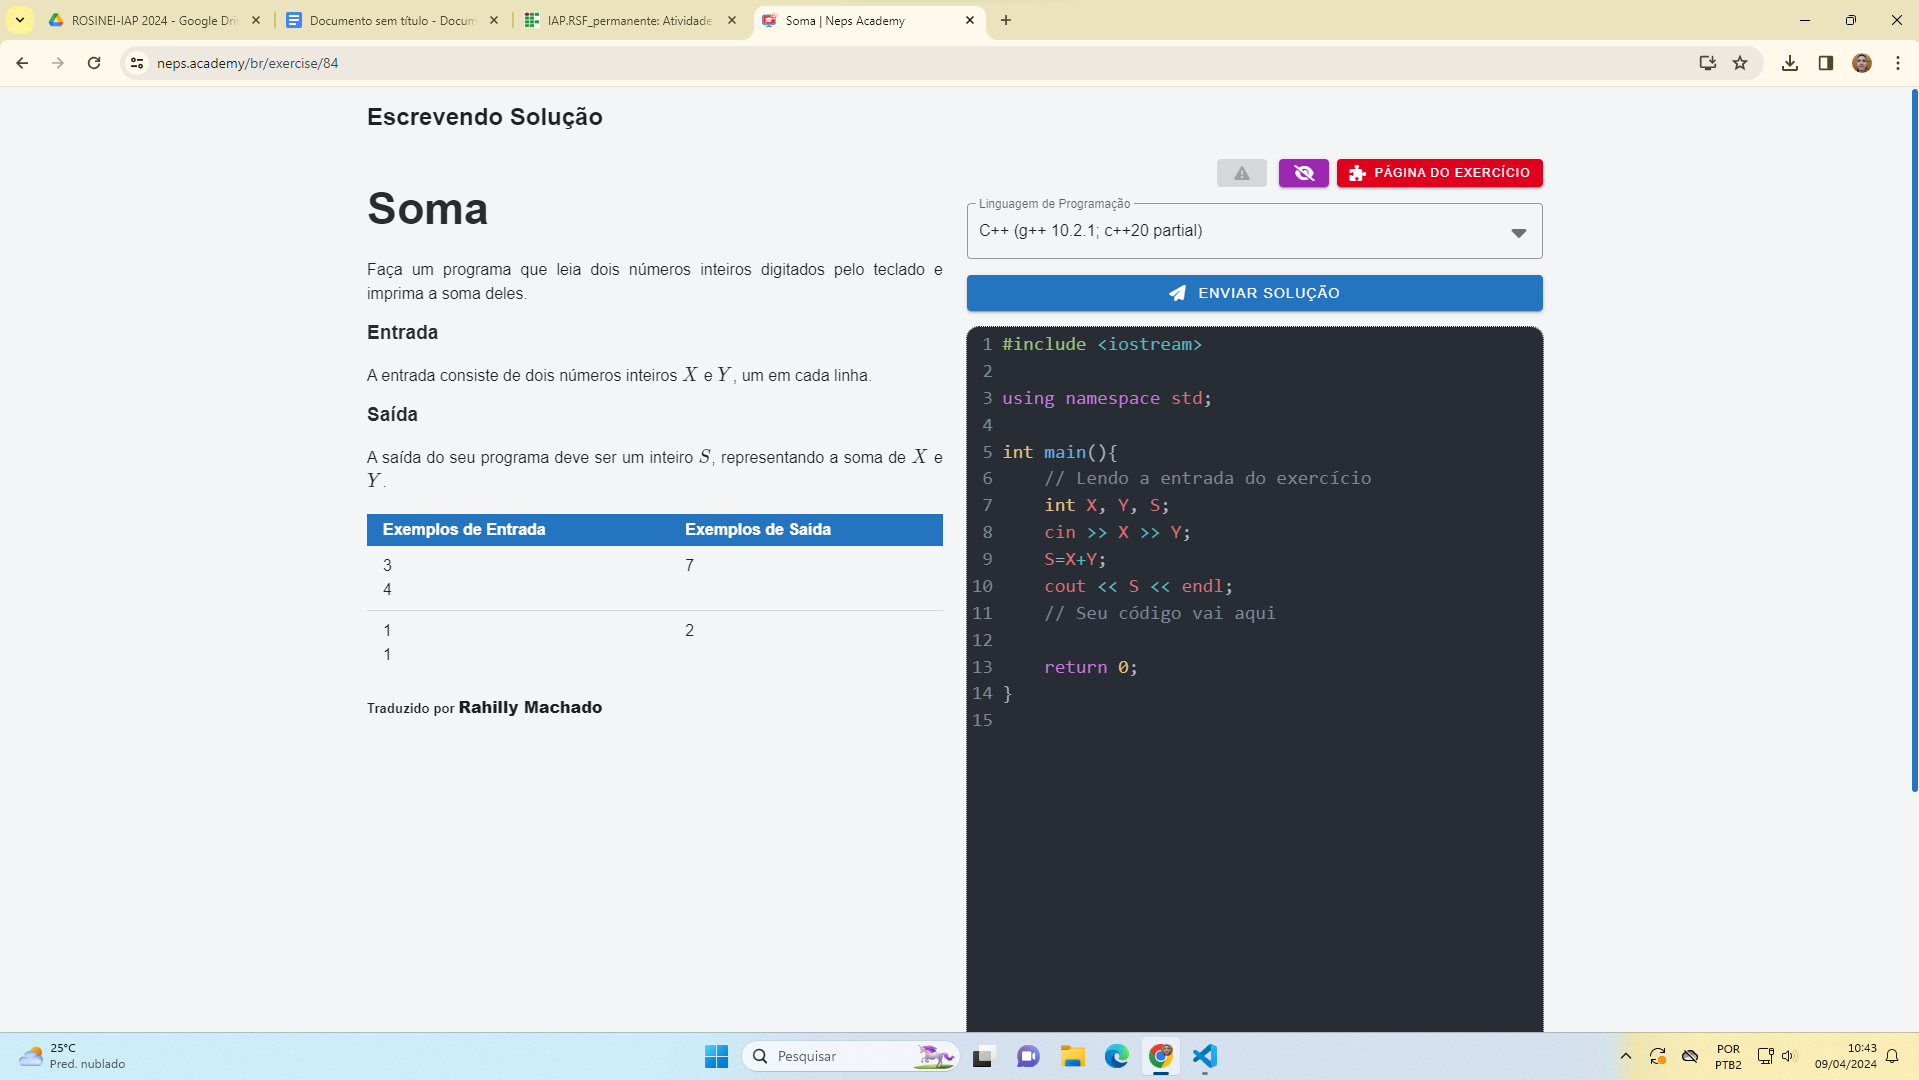 ROSINEI-IAP 2024 - Google Dri
Documento sem título - Docum
IAP.RSF_permanente: Atividade
Soma | Neps Academy
neps.academy/br/exercise/84
Escrevendo Solução
PÁGINA DO EXERCÍCIO
Soma
Linguagem de Programação
C++ (g++ 10.2.1; c++20 partial)
Faça um programa que leia dois números inteiros digitados pelo teclado e
imprima a soma deles.
ENVIAR SOLUÇÃO
Entrada
A entrada consiste de dois números inteiros X e Y, um em cada linha.
Saída
A saída do seu programa deve ser um inteiro S, representando a soma de X e
Y.
Exemplos de Entrada Exemplos de Saída
3 7
4
1 2
1
Traduzido por Rahilly Machado
1 #include <iostream>
2
3 using namespace std;
4
5 int main(){
6     // Lendo a entrada do exercício
7     int X, Y, S;
8     cin >> X >> Y;
9     S=X+Y;
10     cout << S << endl;
11     // Seu código vai aqui
12
13     return 0;
14 }
15
25°C
Pred. nublado
Pesquisar
POR
PTB2
10:43
09/04/2024